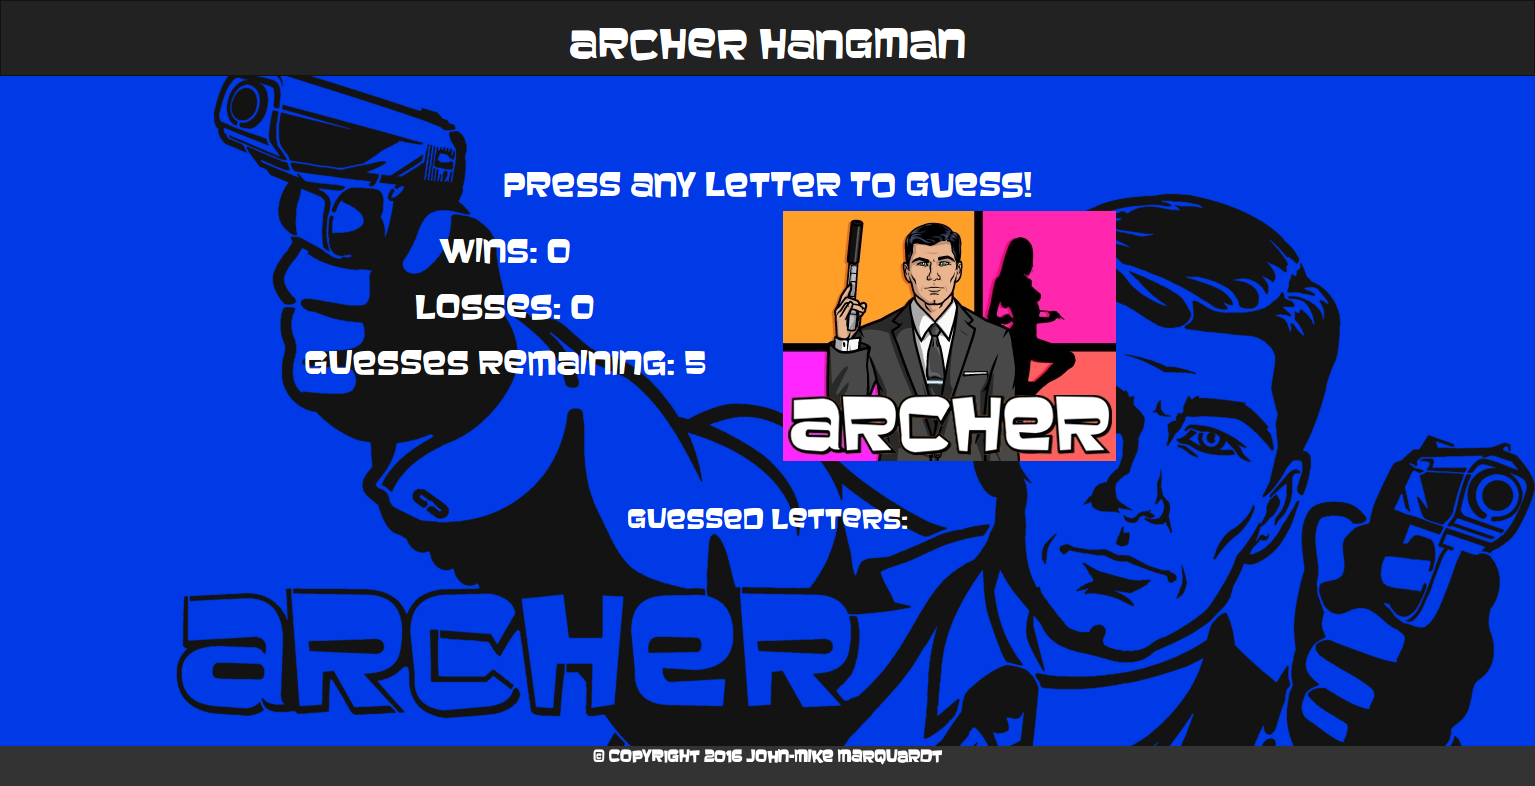 ARCHER HANGMAN
PRESS ANY LETTER TO GUESS!
WINS: 0
LOSSES: 0
GUESSES REMAINING: 5
ARCHER
GUESSED LETTERS:
ARCHER
© COPYRIGHT 2016 JOHN-MIKE MARQUARDT